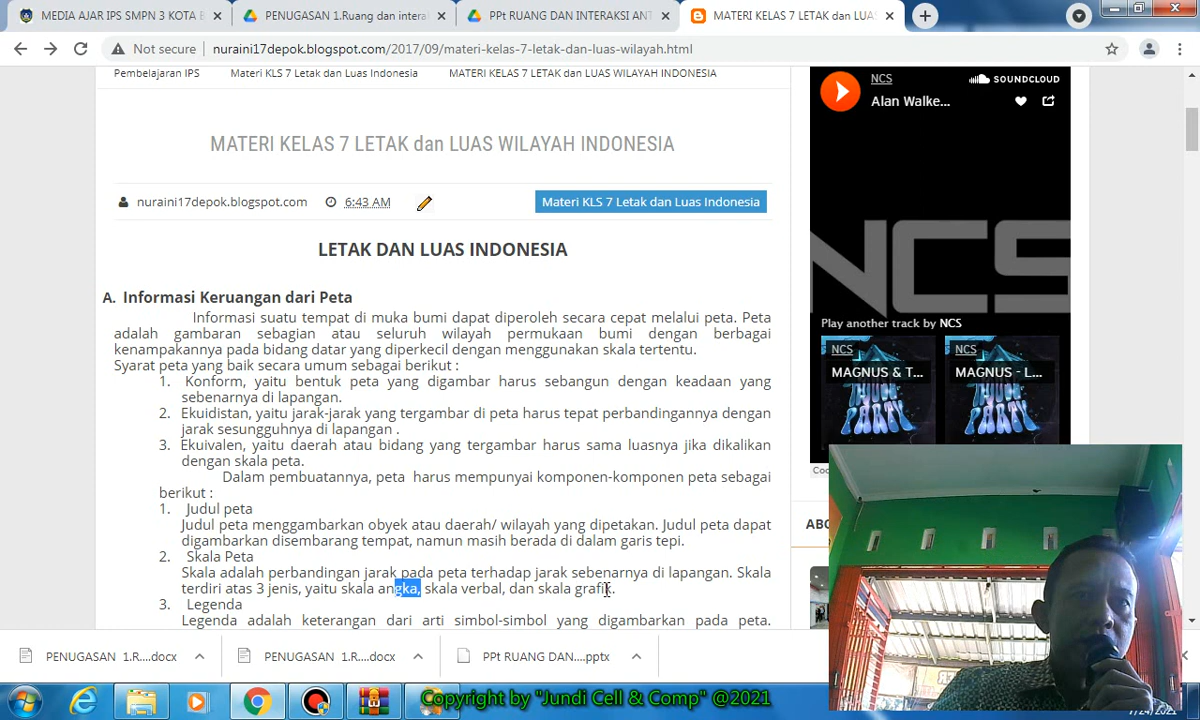 MEDIA AJAR IPS SMPN 3 KOTA
PENUGASAN 1.Ruang dan intera
PPt RUANG DAN INTERAKSI ANT
MATERI KELAS 7 LETAK dan LUAS
Not secure
nuraini17depok.blogspot.com/2017/09/materi-kelas-7-letak-dan-luas-wilayah.html
Pembelajaran IPS
Materi KLS 7 Letak dan Luas Indonesia
MATERI KELAS 7 LETAK dan LUAS WILAYAH INDONESIA
MATERI KELAS 7 LETAK dan LUAS WILAYAH INDONESIA
nuraini17depok.blogspot.com
6:43 AM
Materi KLS 7 Letak dan Luas Indonesia
LETAK DAN LUAS INDONESIA
A. Informasi Keruangan dari Peta
Informasi suatu tempat di muka bumi dapat diperoleh secara cepat melalui peta. Peta
adalah gambaran sebagian atau seluruh wilayah permukaan bumi dengan berbagai
kenampakannya pada bidang datar yang diperkecil dengan menggunakan skala tertentu.
Syarat peta yang baik secara umum sebagai berikut :
1. Konform, yaitu bentuk peta yang digambar harus sebangun dengan keadaan yang
sebenarnya di lapangan.
2. Ekuidistan, yaitu jarak-jarak yang tergambar di peta harus tepat perbandingannya dengan
jarak sesungguhnya di lapangan .
3. Ekuivalen, yaitu daerah atau bidang yang tergambar harus sama luasnya jika dikalikan
dengan skala peta.
Dalam pembuatannya, peta harus mempunyai komponen-komponen peta sebagai
berikut :
1. Judul peta
Judul peta menggambarkan obyek atau daerah/ wilayah yang dipetakan. Judul peta dapat
digambarkan disembarang tempat, namun masih berada di dalam garis tepi.
2. Skala Peta
Skala adalah perbandingan jarak pada peta terhadap jarak sebenarnya di lapangan. Skala
terdiri atas 3 jenis, yaitu skala angka, skala verbal, dan skala grafik.
3. Legenda
Legenda adalah keterangan dari arti simbol-simbol yang digambarkan pada peta.
NCS
SOUNDCLOUD
Alan Walke...
NCS
Play another track by NCS
NCS
MAGNUS & T...
NCS
MAGNUS - L...
Coo
ABO
PENUGASAN 1.R....docx
PENUGASAN 1.R....docx
PPt RUANG DAN....pptx
Copyright by "Jundi Cell & Comp" @2021
7/24/2021